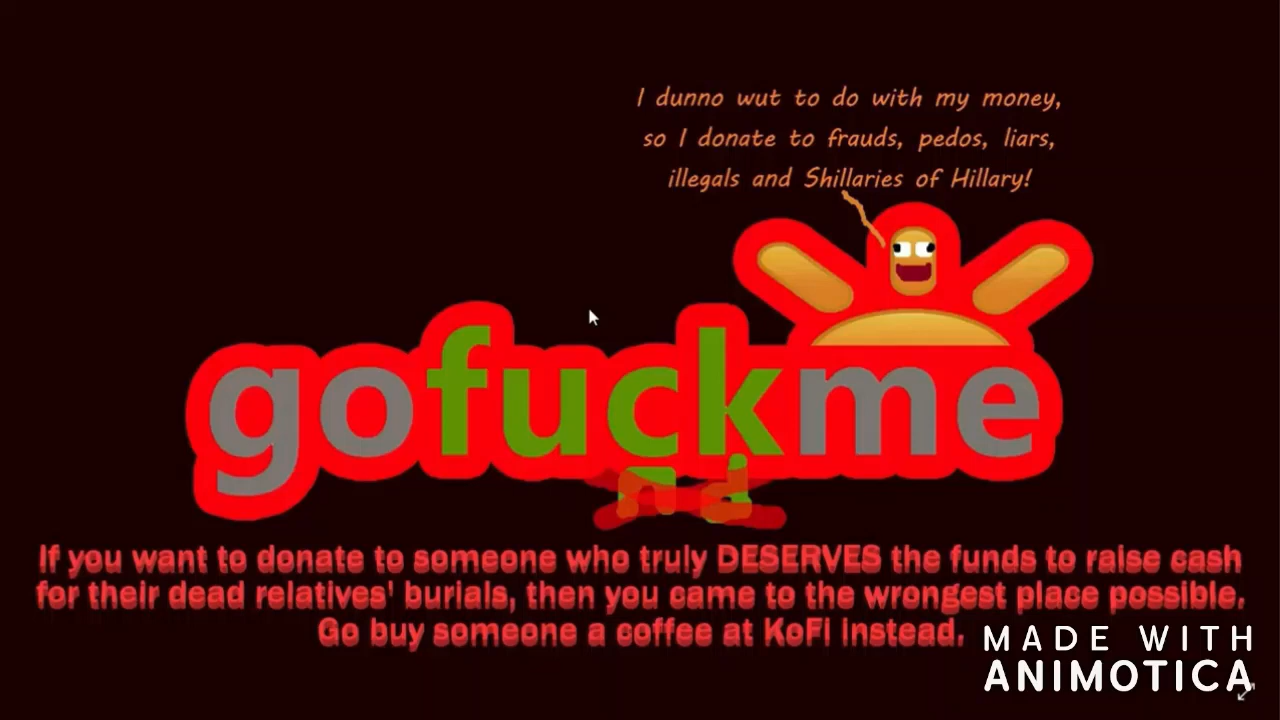 I dunno wut to do with my money,
so I donate to frauds, pedos, liars,
illegals and Shillaries of Hillary!
gofuckme
nd
If you want to donate to someone who truly DESERVES the funds to raise cash
for their dead relatives' burials, then you came to the wrongest place possible.
Go buy someone a coffee at KoFi instead.
MADE WITH
ANIMOTICA